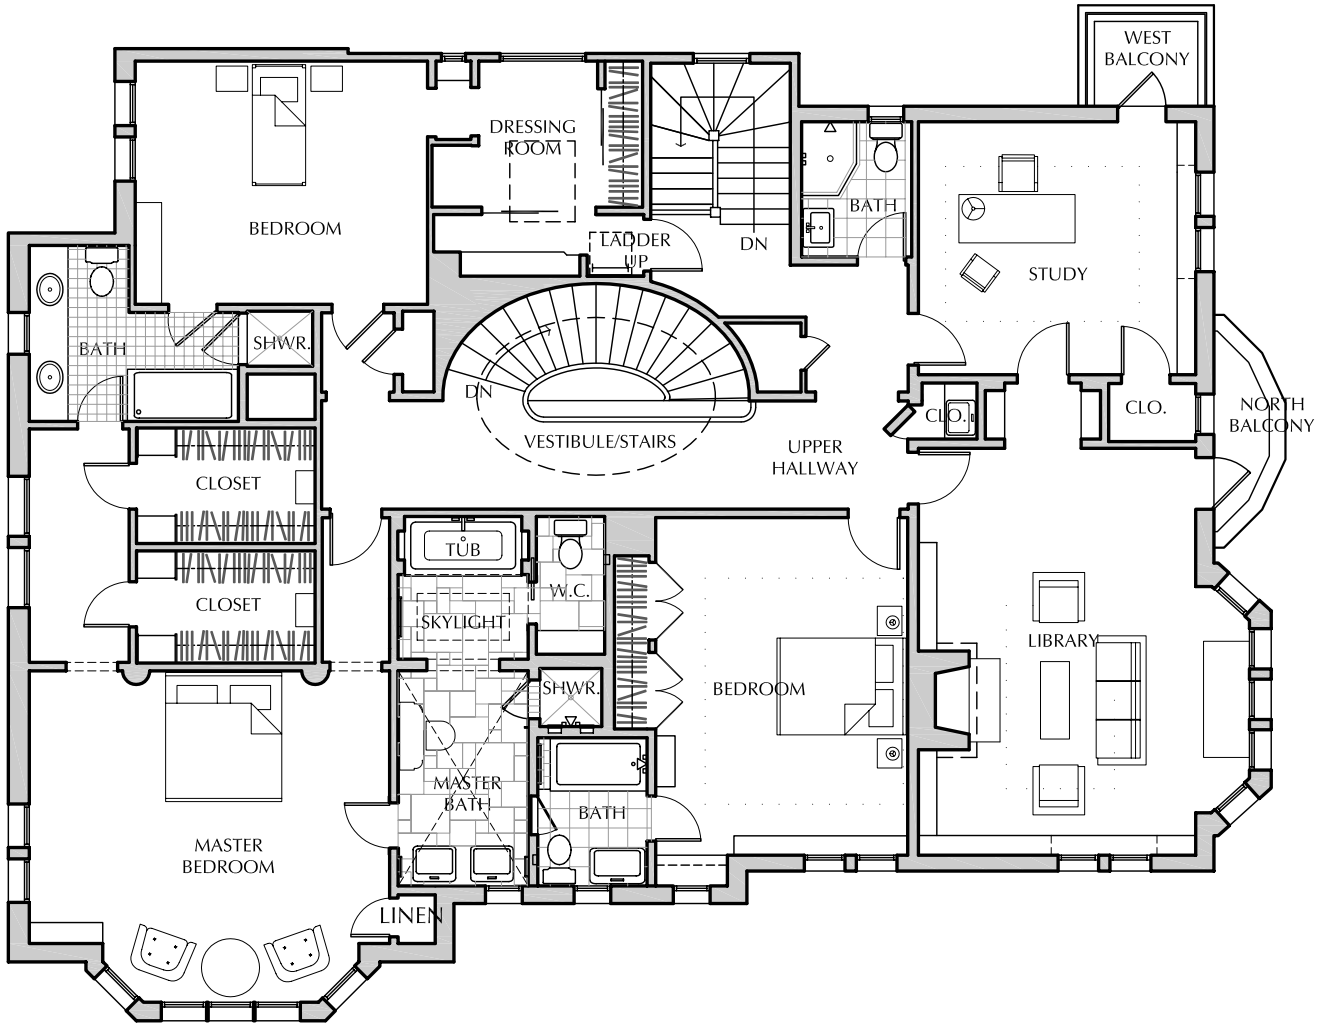 WEST
BALCONY
DRESSING
ROOM
BATH
BEDROOM
LADDER
UP
DN
STUDY
BATH
SHWR.
DN
CLO.
CLO.
NORTH
BALCONY
VESTIBULE/STAIRS
UPPER
HALLWAY
CLOSET
TUB
W.C.
CLOSET
SKYLIGHT
LIBRARY
SHWR.
BEDROOM
MASTER
BATH
BATH
MASTER
BEDROOM
LINEN